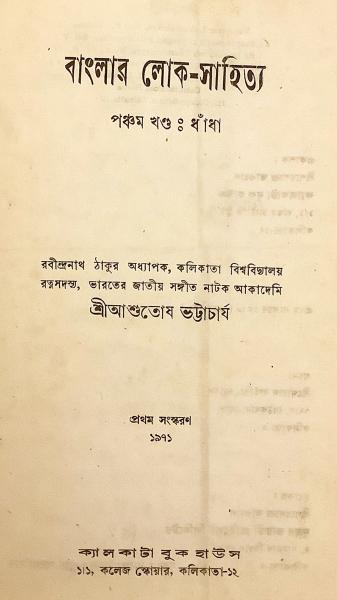 বাংলার লোক-সাহিত্য
পঞ্চম খণ্ড : ধাঁধা
রবীন্দ্রনাথ ঠাকুর অধ্যাপক, কলিকাতা বিশ্ববিদ্যালয়
রত্নসদস্য, ভারতের জাতীয় সঙ্গীত নাটক আকাদেমি
শ্রীআশুতোষ ভট্টাচার্য
প্রথম সংস্করণ
১৯৭১
ক্যালকাটা বুক হাউস
১।১, কলেজ স্কোয়ার, কলিকাতা-১২